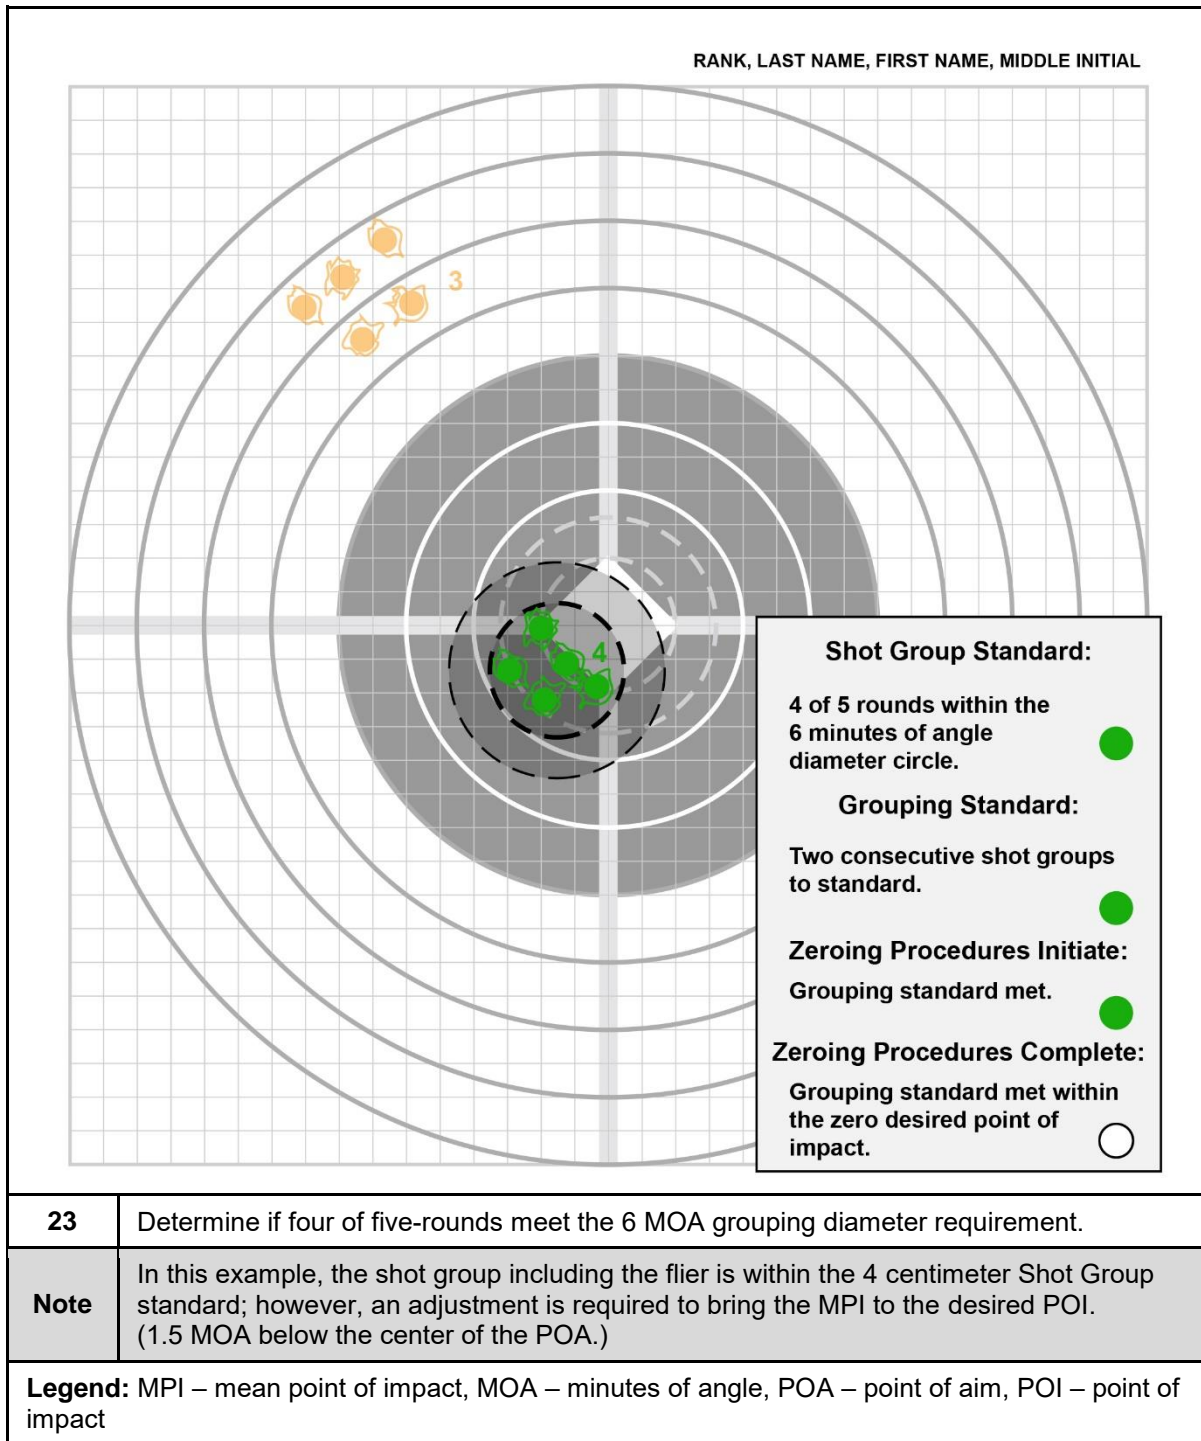 RANK, LAST NAME, FIRST NAME, MIDDLE INITIAL
3
4
Shot Group Standard:
4 of 5 rounds within the
6 minutes of angle
diameter circle.
Grouping Standard:
Two consecutive shot groups
to standard.
Zeroing Procedures Initiate:
Grouping standard met.
Zeroing Procedures Complete:
Grouping standard met within
the zero desired point of
impact.
23 Determine if four of five-rounds meet the 6 MOA grouping diameter requirement.
Note
In this example, the shot group including the flier is within the 4 centimeter Shot Group
standard; however, an adjustment is required to bring the MPI to the desired POI.
(1.5 MOA below the center of the POA.)
Legend: MPI – mean point of impact, MOA – minutes of angle, POA – point of aim, POI – point of
impact